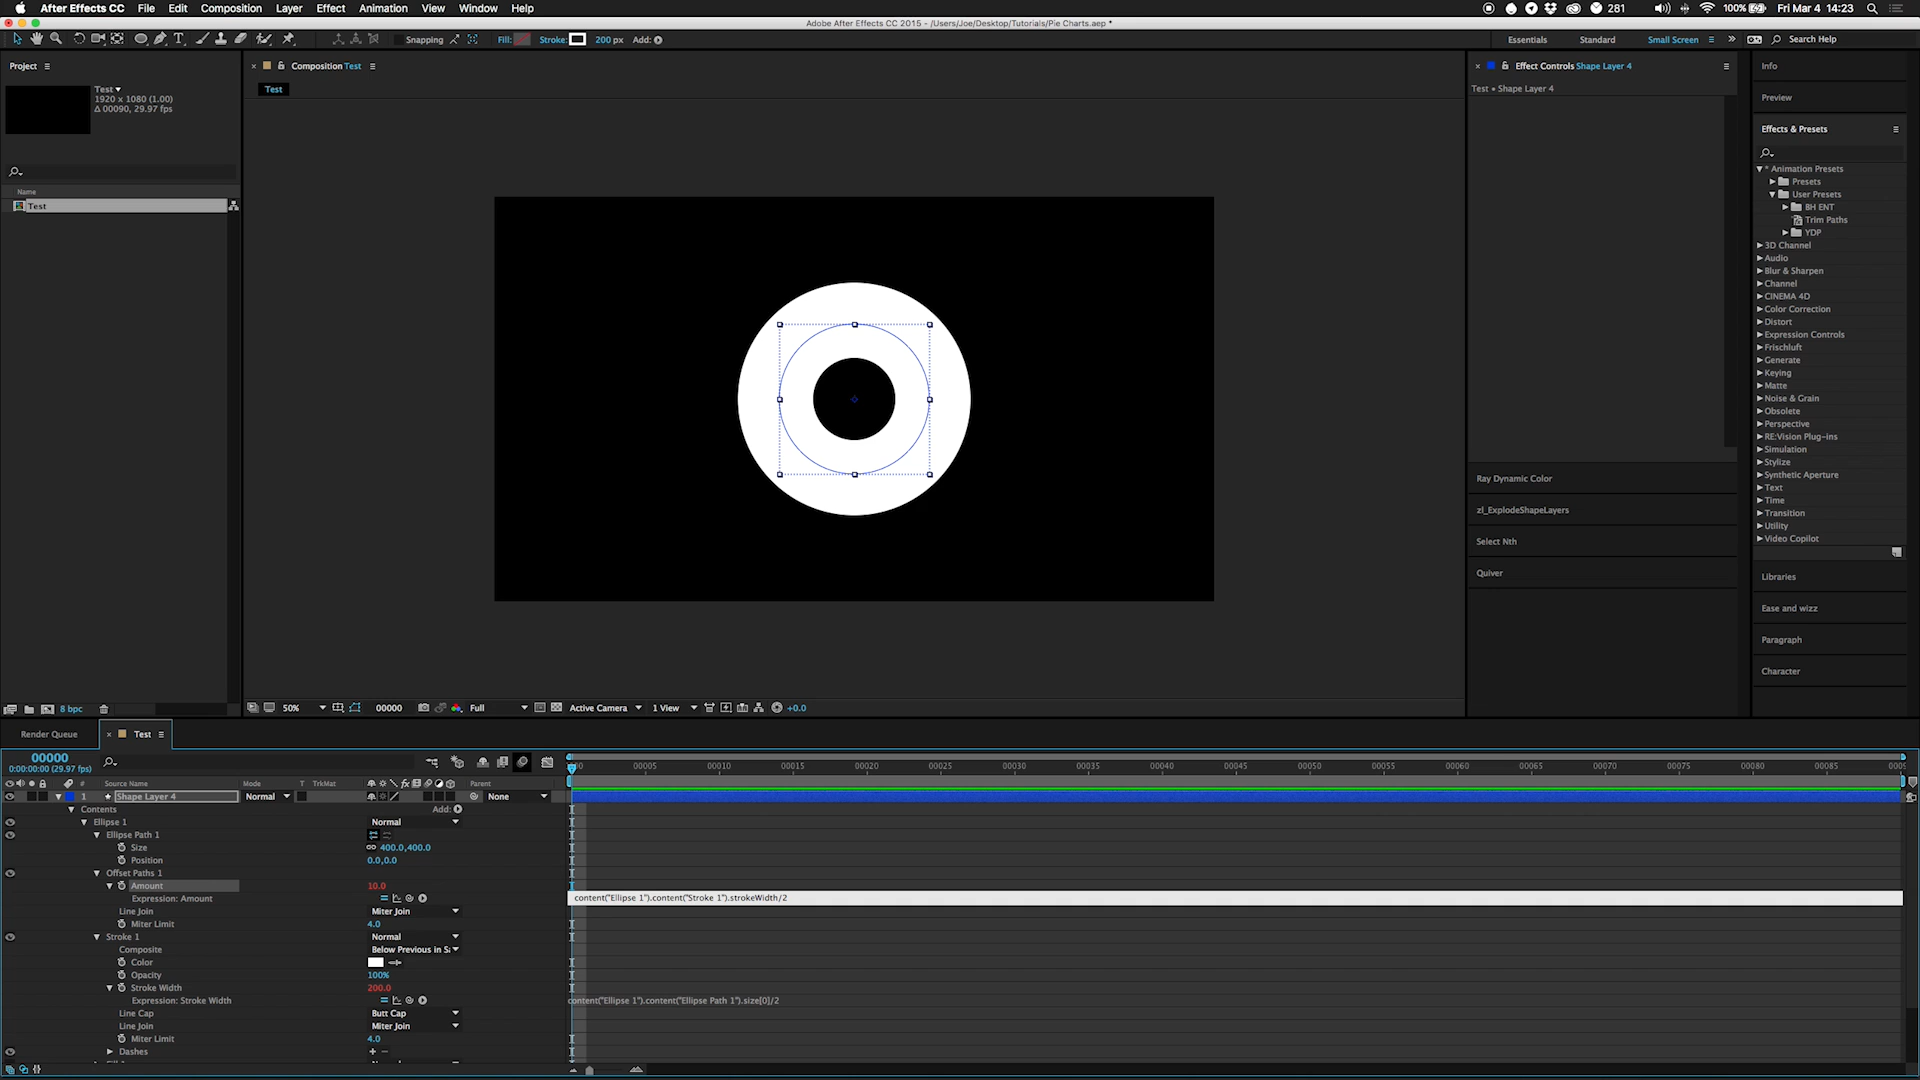 After Effects CC File Edit Composition Layer Effect Animation View Window Help 281 100% Fri Mar 4 14:23
Adobe After Effects CC 2015 - /Users/Joe/Desktop/Tutorials/Pie Charts.aep *
Snapping Fill: Stroke: 200 px Add: Essentials Standard Small Screen Search Help
Project
Test
1920 x 1080 (1.00)
Δ 00090, 29.97 fps
Name
Test
8 bpc
Composition Test
Test
50% 00000 Full Active Camera 1 View +0.0
Effect Controls Shape Layer 4
Test • Shape Layer 4
Ray Dynamic Color
zl_ExplodeShapeLayers
Select Nth
Quiver
Info
Preview
Effects & Presets
* Animation Presets
Presets
User Presets
BH ENT
Trim Paths
YDP
3D Channel
Audio
Blur & Sharpen
Channel
CINEMA 4D
Color Correction
Distort
Expression Controls
Frischluft
Generate
Keying
Matte
Noise & Grain
Obsolete
Perspective
RE:Vision Plug-ins
Simulation
Stylize
Synthetic Aperture
Text
Time
Transition
Utility
Video Copilot
Libraries
Ease and wizz
Paragraph
Character
Render Queue Test
00000
0:00:00:00 (29.97 fps)
00005 00010 00015 00020 00025 00030 00035 00040 00045 00050 00055 00060 00065 00070 00075 00080 00085
# Source Name Mode T TrkMat Parent
1 Shape Layer 4 Normal None
Contents Add:
Ellipse 1 Normal
Ellipse Path 1
Size 400.0,400.0
Position 0.0,0.0
Offset Paths 1
Amount 10.0
Expression: Amount content("Ellipse 1").content("Stroke 1").strokeWidth/2
Line Join Miter Join
Miter Limit 4.0
Stroke 1 Normal
Composite Below Previous in Sa
Color
Opacity 100%
Stroke Width 200.0
Expression: Stroke Width content("Ellipse 1").content("Ellipse Path 1").size[0]/2
Line Cap Butt Cap
Line Join Miter Join
Miter Limit 4.0
Dashes + −